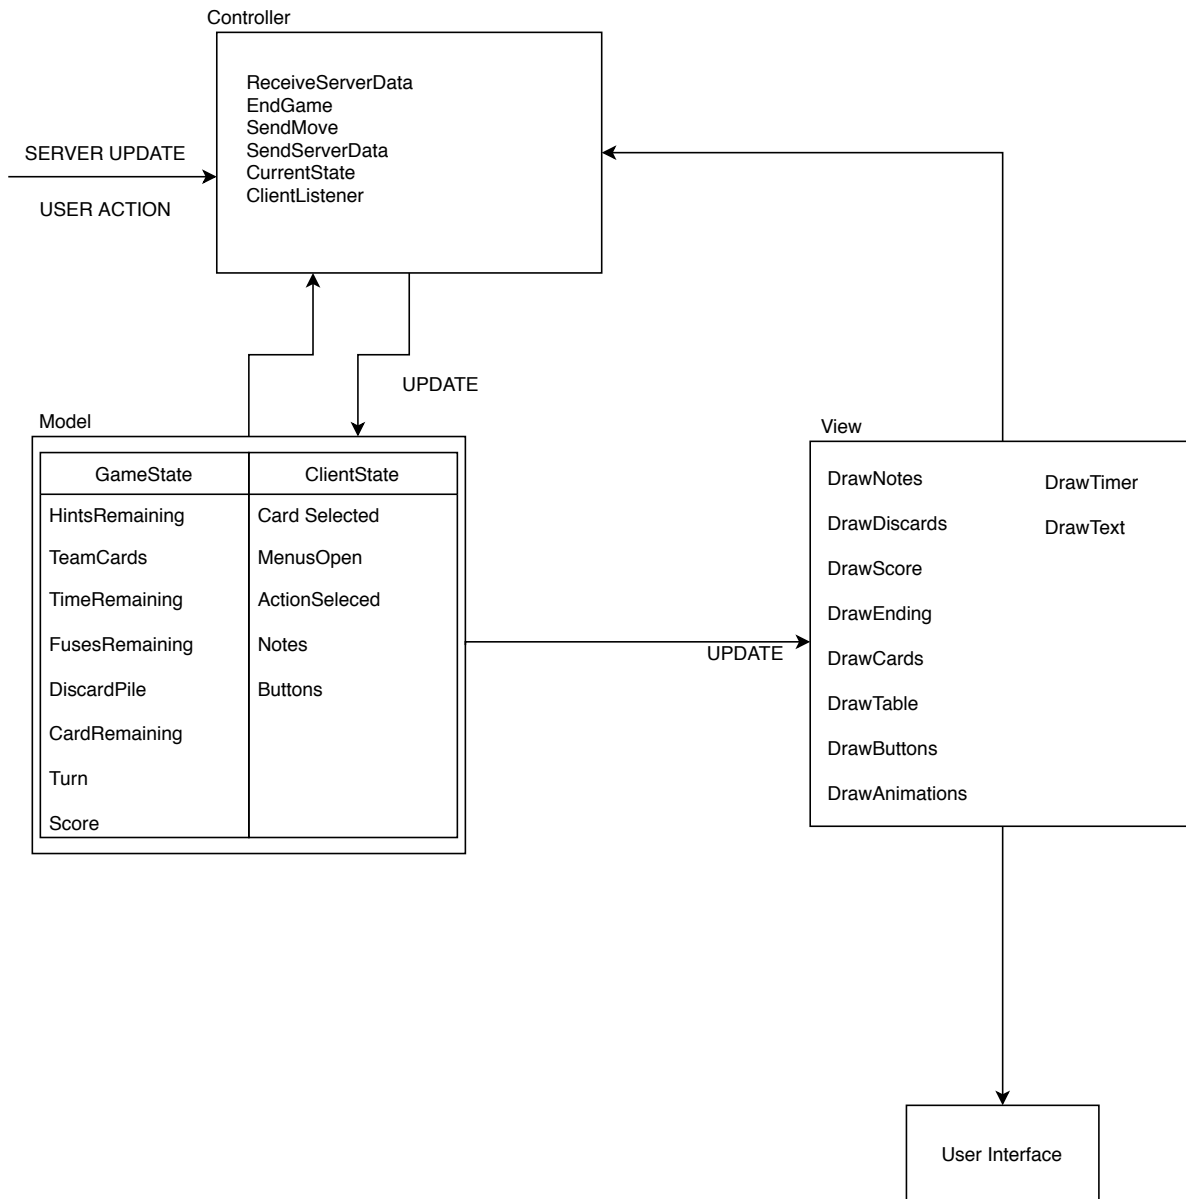 Controller
ReceiveServerData
EndGame
SendMove
SendServerData
CurrentState
ClientListener
SERVER UPDATE
USER ACTION
UPDATE
Model
GameState
HintsRemaining
TeamCards
TimeRemaining
FusesRemaining
DiscardPile
CardRemaining
Turn
Score
ClientState
Card Selected
MenusOpen
ActionSeleced
Notes
Buttons
UPDATE
View
DrawNotes
DrawDiscards
DrawScore
DrawEnding
DrawCards
DrawTable
DrawButtons
DrawAnimations
DrawTimer
DrawText
User Interface